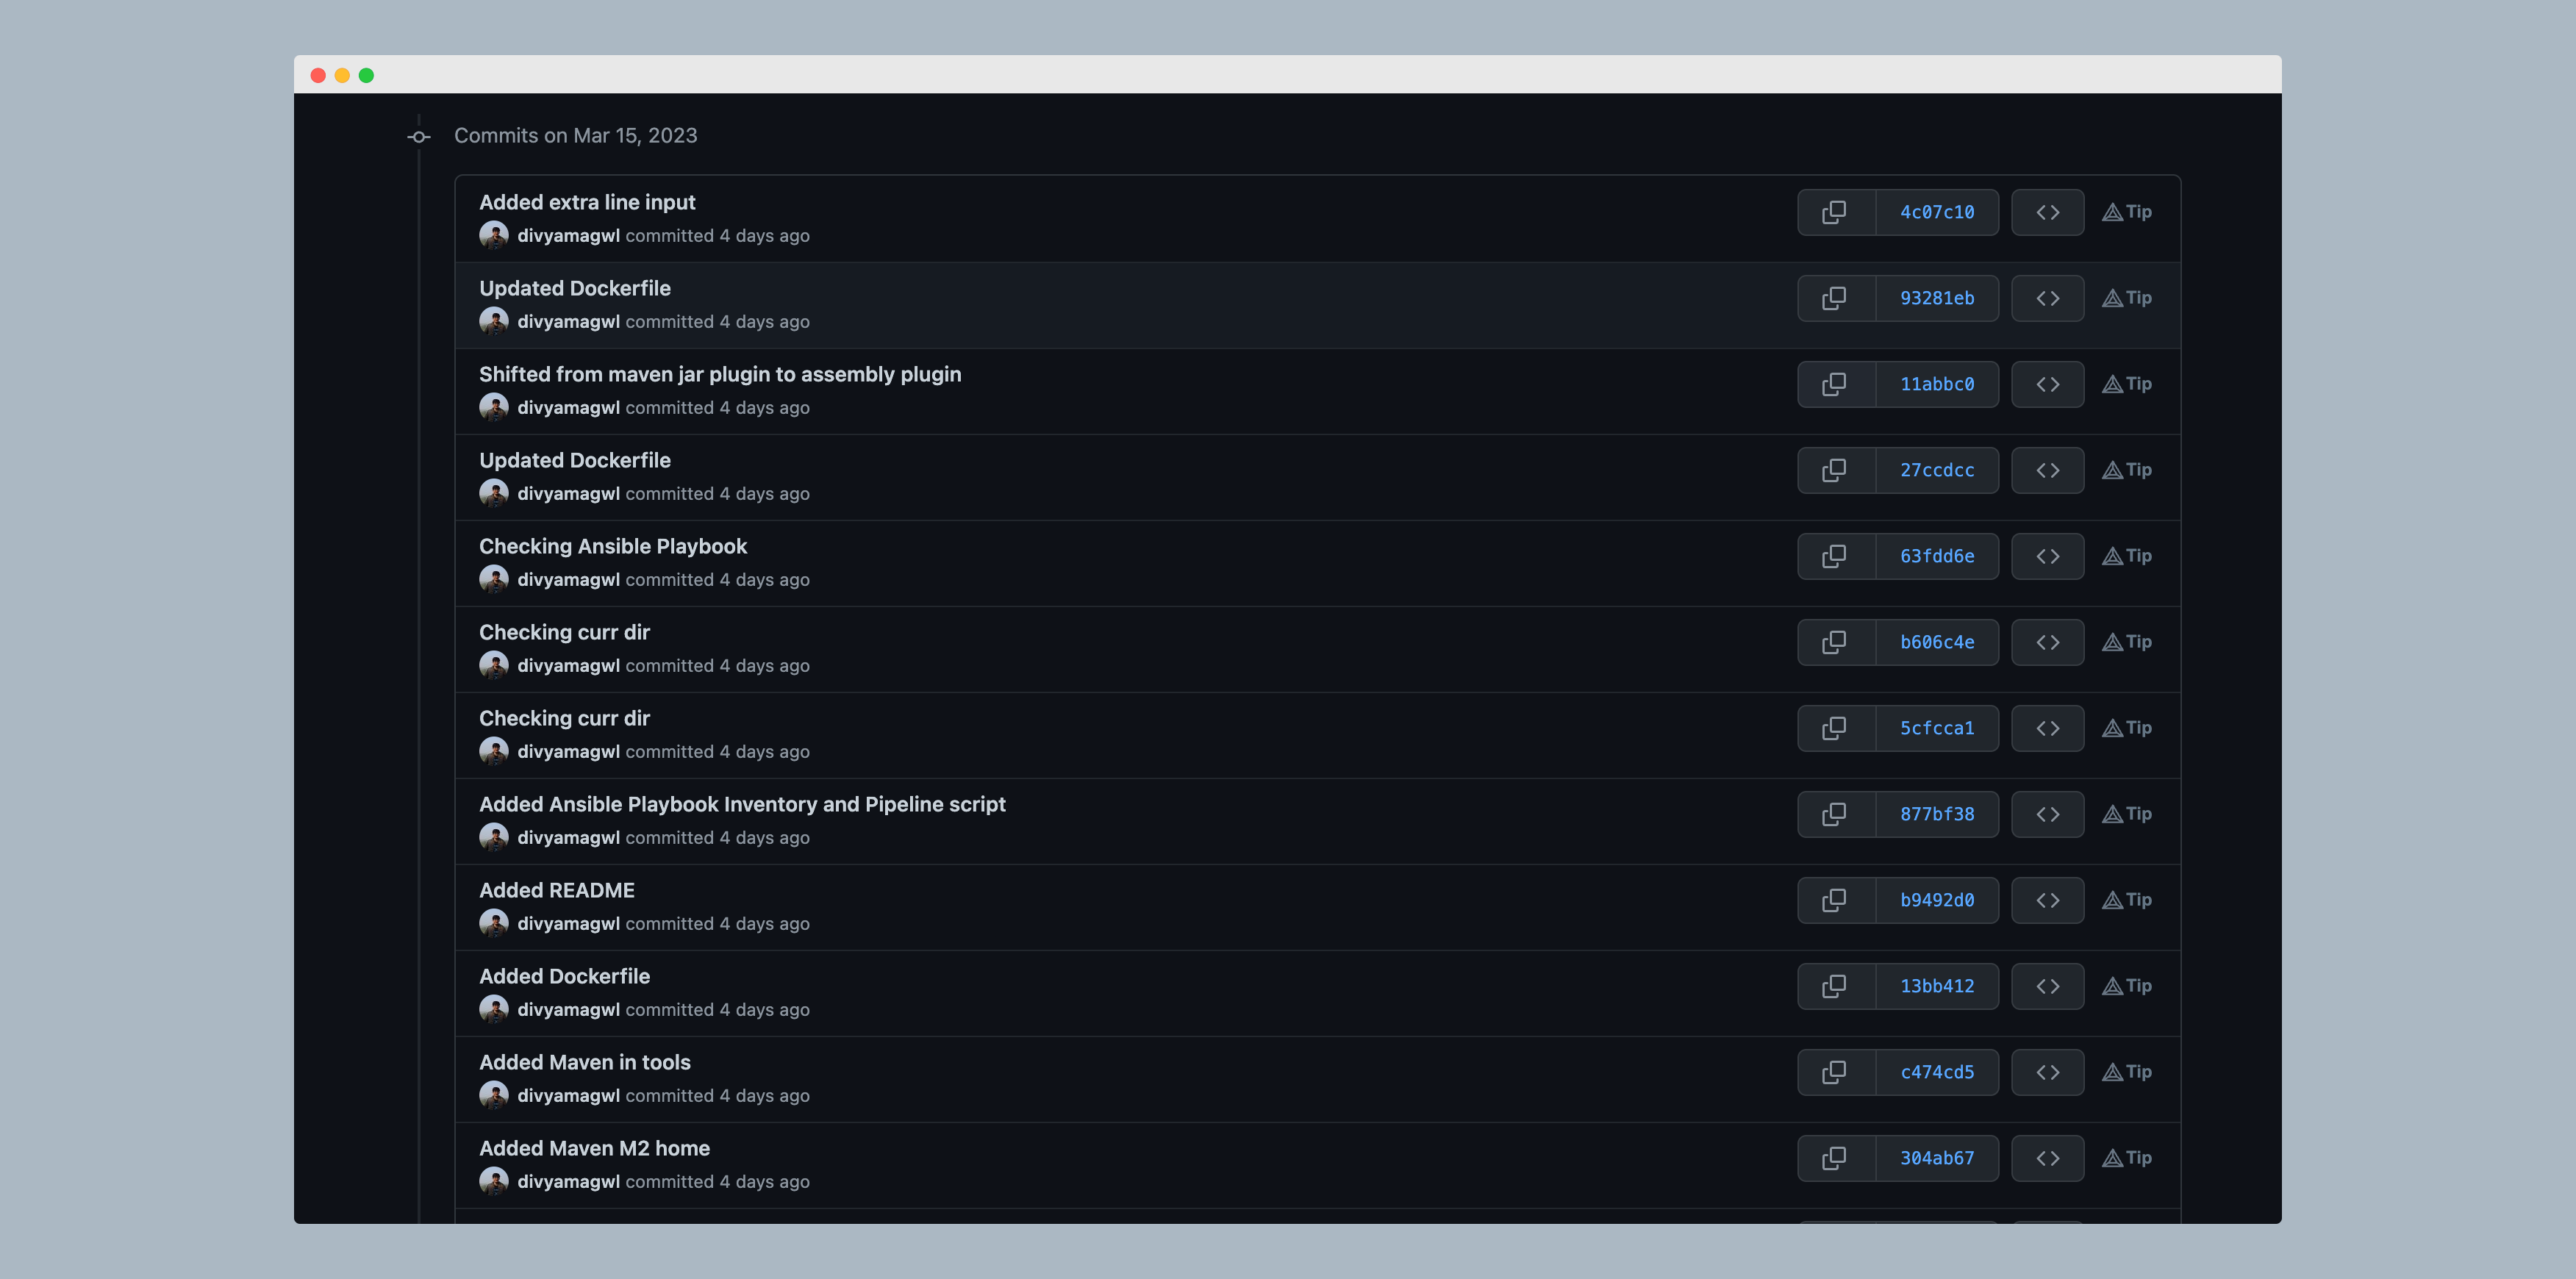 Commits on Mar 15, 2023
Added extra line input
divyamagwl committed 4 days ago
4c07c10
Tip
Updated Dockerfile
divyamagwl committed 4 days ago
93281eb
Tip
Shifted from maven jar plugin to assembly plugin
divyamagwl committed 4 days ago
11abbc0
Tip
Updated Dockerfile
divyamagwl committed 4 days ago
27ccdcc
Tip
Checking Ansible Playbook
divyamagwl committed 4 days ago
63fdd6e
Tip
Checking curr dir
divyamagwl committed 4 days ago
b606c4e
Tip
Checking curr dir
divyamagwl committed 4 days ago
5cfcca1
Tip
Added Ansible Playbook Inventory and Pipeline script
divyamagwl committed 4 days ago
877bf38
Tip
Added README
divyamagwl committed 4 days ago
b9492d0
Tip
Added Dockerfile
divyamagwl committed 4 days ago
13bb412
Tip
Added Maven in tools
divyamagwl committed 4 days ago
c474cd5
Tip
Added Maven M2 home
divyamagwl committed 4 days ago
304ab67
Tip